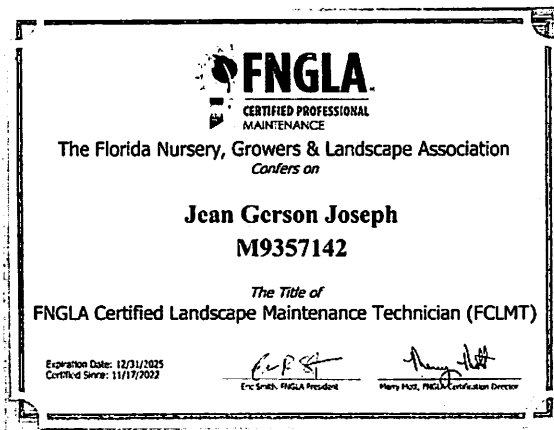 FNGLA
CERTIFIED PROFESSIONAL
MAINTENANCE
The Florida Nursery, Growers & Landscape Association
Confers on
Jean Gerson Joseph
M9357142
The Title of
FNGLA Certified Landscape Maintenance Technician (FCLMT)
Expiration Date: 12/31/2025
Certified Since: 11/17/2022
Eric Smith, FNGLA President
Merry Mott, FNGLA Certification Director